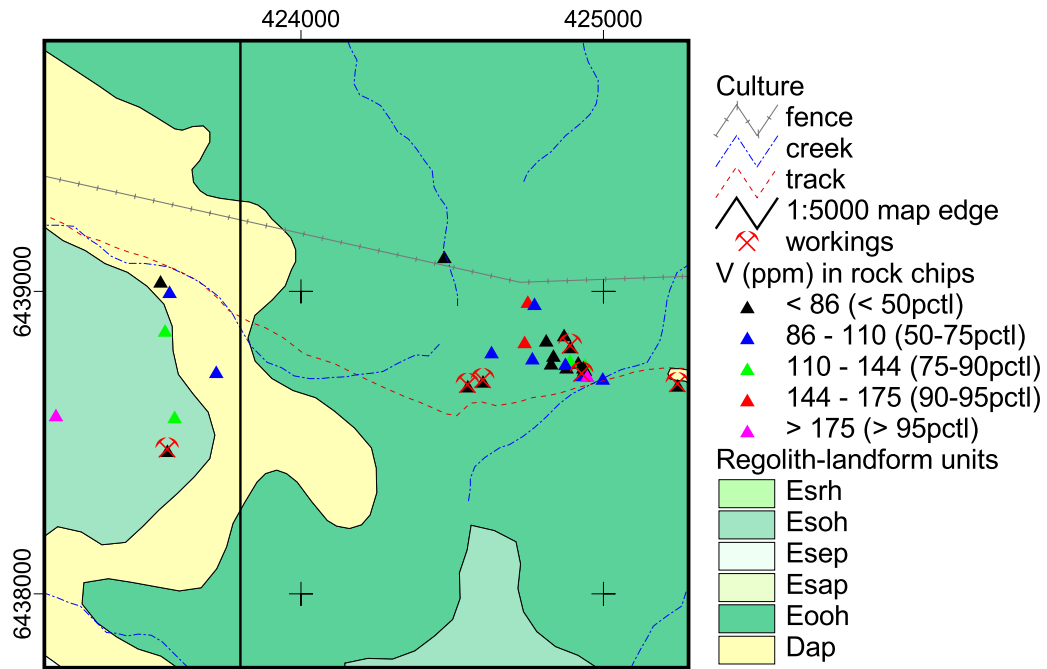 424000 425000
6439000
6438000
Culture
fence
creek
track
1:5000 map edge
workings
V (ppm) in rock chips
< 86 (< 50pctl)
86 - 110 (50-75pctl)
110 - 144 (75-90pctl)
144 - 175 (90-95pctl)
> 175 (> 95pctl)
Regolith-landform units
Esrh
Esoh
Esep
Esap
Eooh
Dap